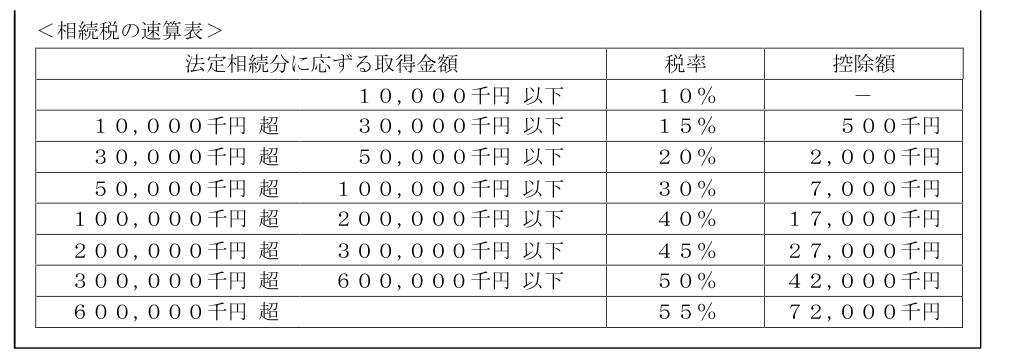 ＜相続税の速算表＞
法定相続分に応ずる取得金額 税率 控除額
１０,０００千円 以下 １０％ －
１０,０００千円 超 ３０,０００千円 以下 １５％ ５００千円
３０,０００千円 超 ５０,０００千円 以下 ２０％ ２,０００千円
５０,０００千円 超 １００,０００千円 以下 ３０％ ７,０００千円
１００,０００千円 超 ２００,０００千円 以下 ４０％ １７,０００千円
２００,０００千円 超 ３００,０００千円 以下 ４５％ ２７,０００千円
３００,０００千円 超 ６００,０００千円 以下 ５０％ ４２,０００千円
６００,０００千円 超 ５５％ ７２,０００千円